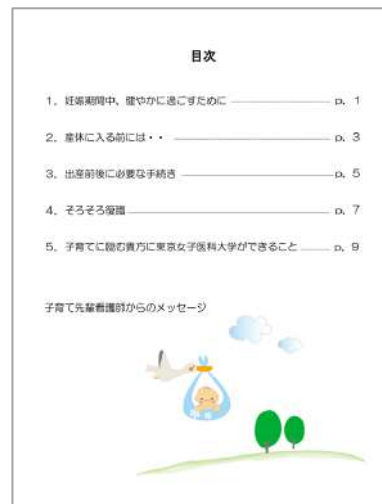 目次
1. 妊娠期間中、健やかに過ごすために p. 1
2. 産休に入る前には・・ p. 3
3. 出産前後に必要な手続き p. 5
4. そろそろ復職 p. 7
5. 子育てに臨む貴方に東京女子医科大学ができること p. 9
子育て先輩看護師からのメッセージ